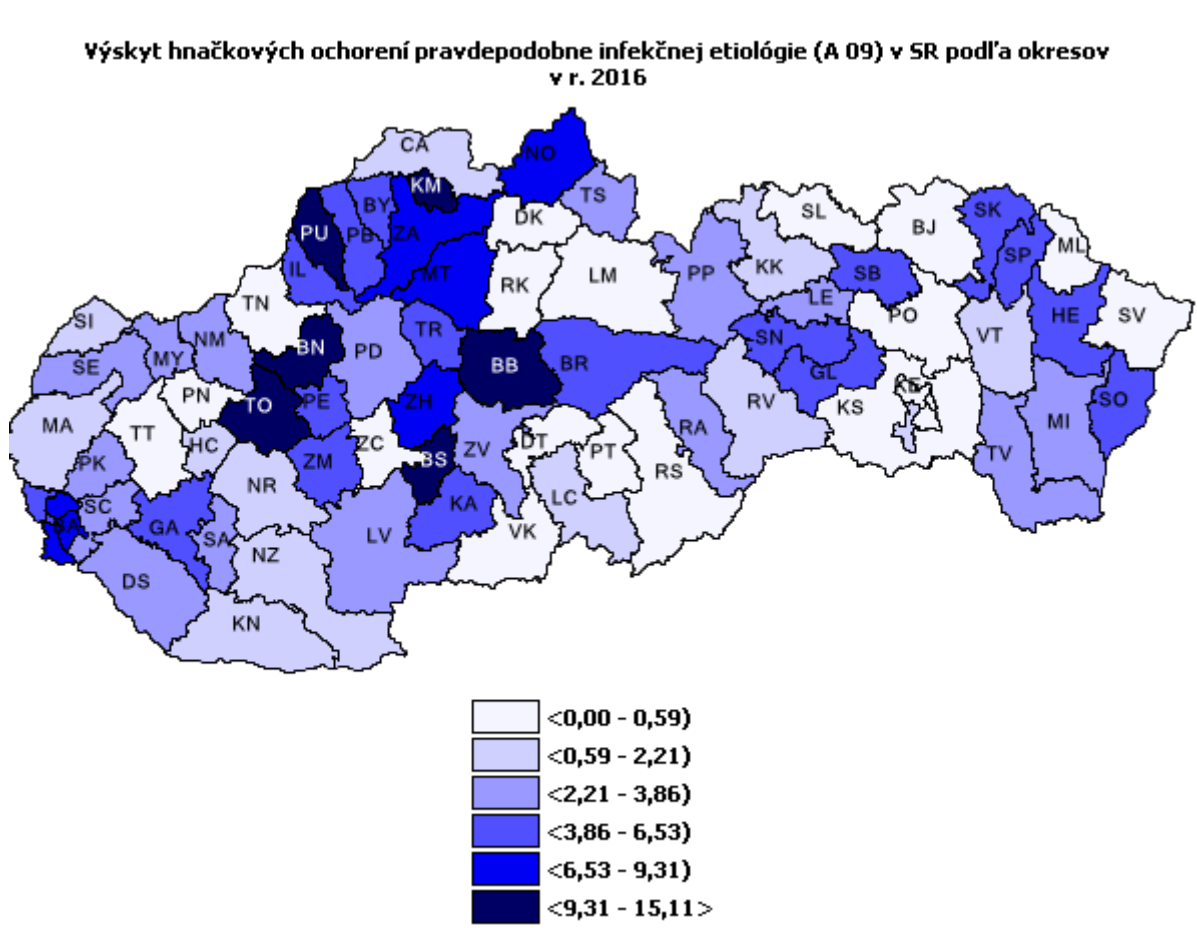 Výskyt hnačkových ochorení pravdepodobne infekčnej etiológie (A 09) v SR podľa okresov
v r. 2016
CA
NO
KM
TS
BY
DK
SL
SK
PU
PB
ZA
BJ
ML
IL
MT
LM
PP
KK
SB
SP
TN
RK
LE
PO
HE
SV
SI
NM
BN
PD
TR
SN
VT
SE
MY
BB
BR
GL
KE
PN
TO
PE
ZH
RV
KS
SO
MA
TT
HC
ZC
ZV
DT
PT
RA
MI
PK
ZM
BS
RS
TV
NR
LC
SC
KA
BA
GA
SA
LV
VK
NZ
DS
KN
<0,00 - 0,59)
<0,59 - 2,21)
<2,21 - 3,86)
<3,86 - 6,53)
<6,53 - 9,31)
<9,31 - 15,11>